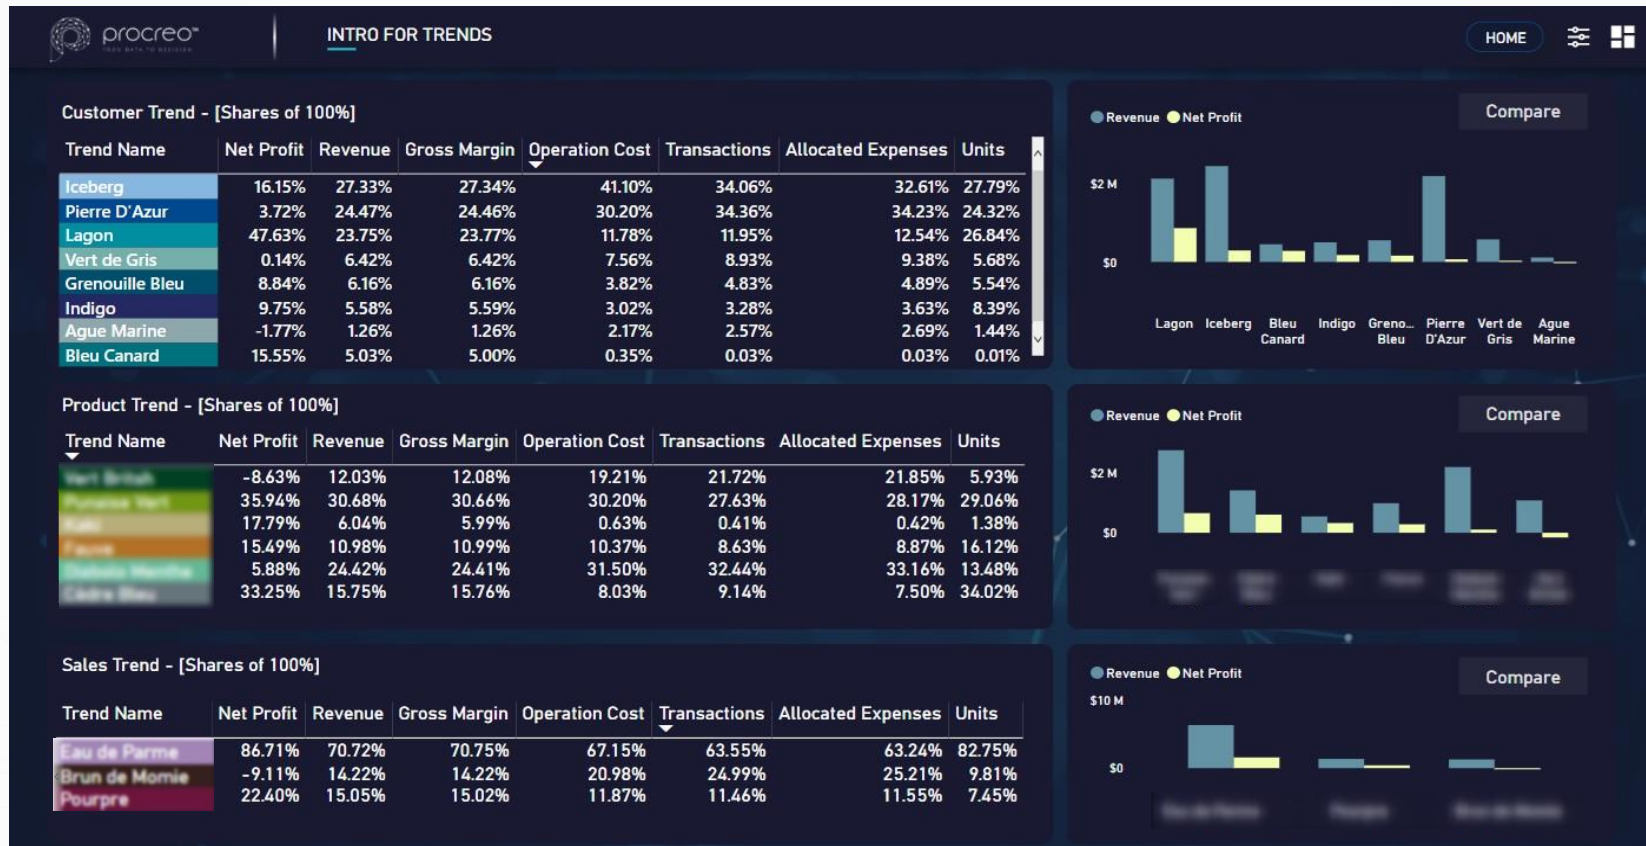 procreo™
FROM DATA TO DECISION
INTRO FOR TRENDS
HOME
Customer Trend - [Shares of 100%]
Trend Name Net Profit Revenue Gross Margin Operation Cost Transactions Allocated Expenses Units
Iceberg 16.15% 27.33% 27.34% 41.10% 34.06% 32.61% 27.79%
Pierre D'Azur 3.72% 24.47% 24.46% 30.20% 34.36% 34.23% 24.32%
Lagon 47.63% 23.75% 23.77% 11.78% 11.95% 12.54% 26.84%
Vert de Gris 0.14% 6.42% 6.42% 7.56% 8.93% 9.38% 5.68%
Grenouille Bleu 8.84% 6.16% 6.16% 3.82% 4.83% 4.89% 5.54%
Indigo 9.75% 5.58% 5.59% 3.02% 3.28% 3.63% 8.39%
Ague Marine -1.77% 1.26% 1.26% 2.17% 2.57% 2.69% 1.44%
Bleu Canard 15.55% 5.03% 5.00% 0.35% 0.03% 0.03% 0.01%
Revenue Net Profit
Compare
$2 M
$0
Lagon Iceberg Bleu Indigo Greno... Pierre Vert de Ague
Canard Bleu D'Azur Gris Marine
Product Trend - [Shares of 100%]
Trend Name Net Profit Revenue Gross Margin Operation Cost Transactions Allocated Expenses Units
-8.63% 12.03% 12.08% 19.21% 21.72% 21.85% 5.93%
35.94% 30.68% 30.66% 30.20% 27.63% 28.17% 29.06%
17.79% 6.04% 5.99% 0.63% 0.41% 0.42% 1.38%
15.49% 10.98% 10.99% 10.37% 8.63% 8.87% 16.12%
5.88% 24.42% 24.41% 31.50% 32.44% 33.16% 13.48%
33.25% 15.75% 15.76% 8.03% 9.14% 7.50% 34.02%
Revenue Net Profit
Compare
$2 M
$0
Sales Trend - [Shares of 100%]
Trend Name Net Profit Revenue Gross Margin Operation Cost Transactions Allocated Expenses Units
Eau de Parme 86.71% 70.72% 70.75% 67.15% 63.55% 63.24% 82.75%
Brun de Momie -9.11% 14.22% 14.22% 20.98% 24.99% 25.21% 9.81%
Pourpre 22.40% 15.05% 15.02% 11.87% 11.46% 11.55% 7.45%
Revenue Net Profit
Compare
$10 M
$0